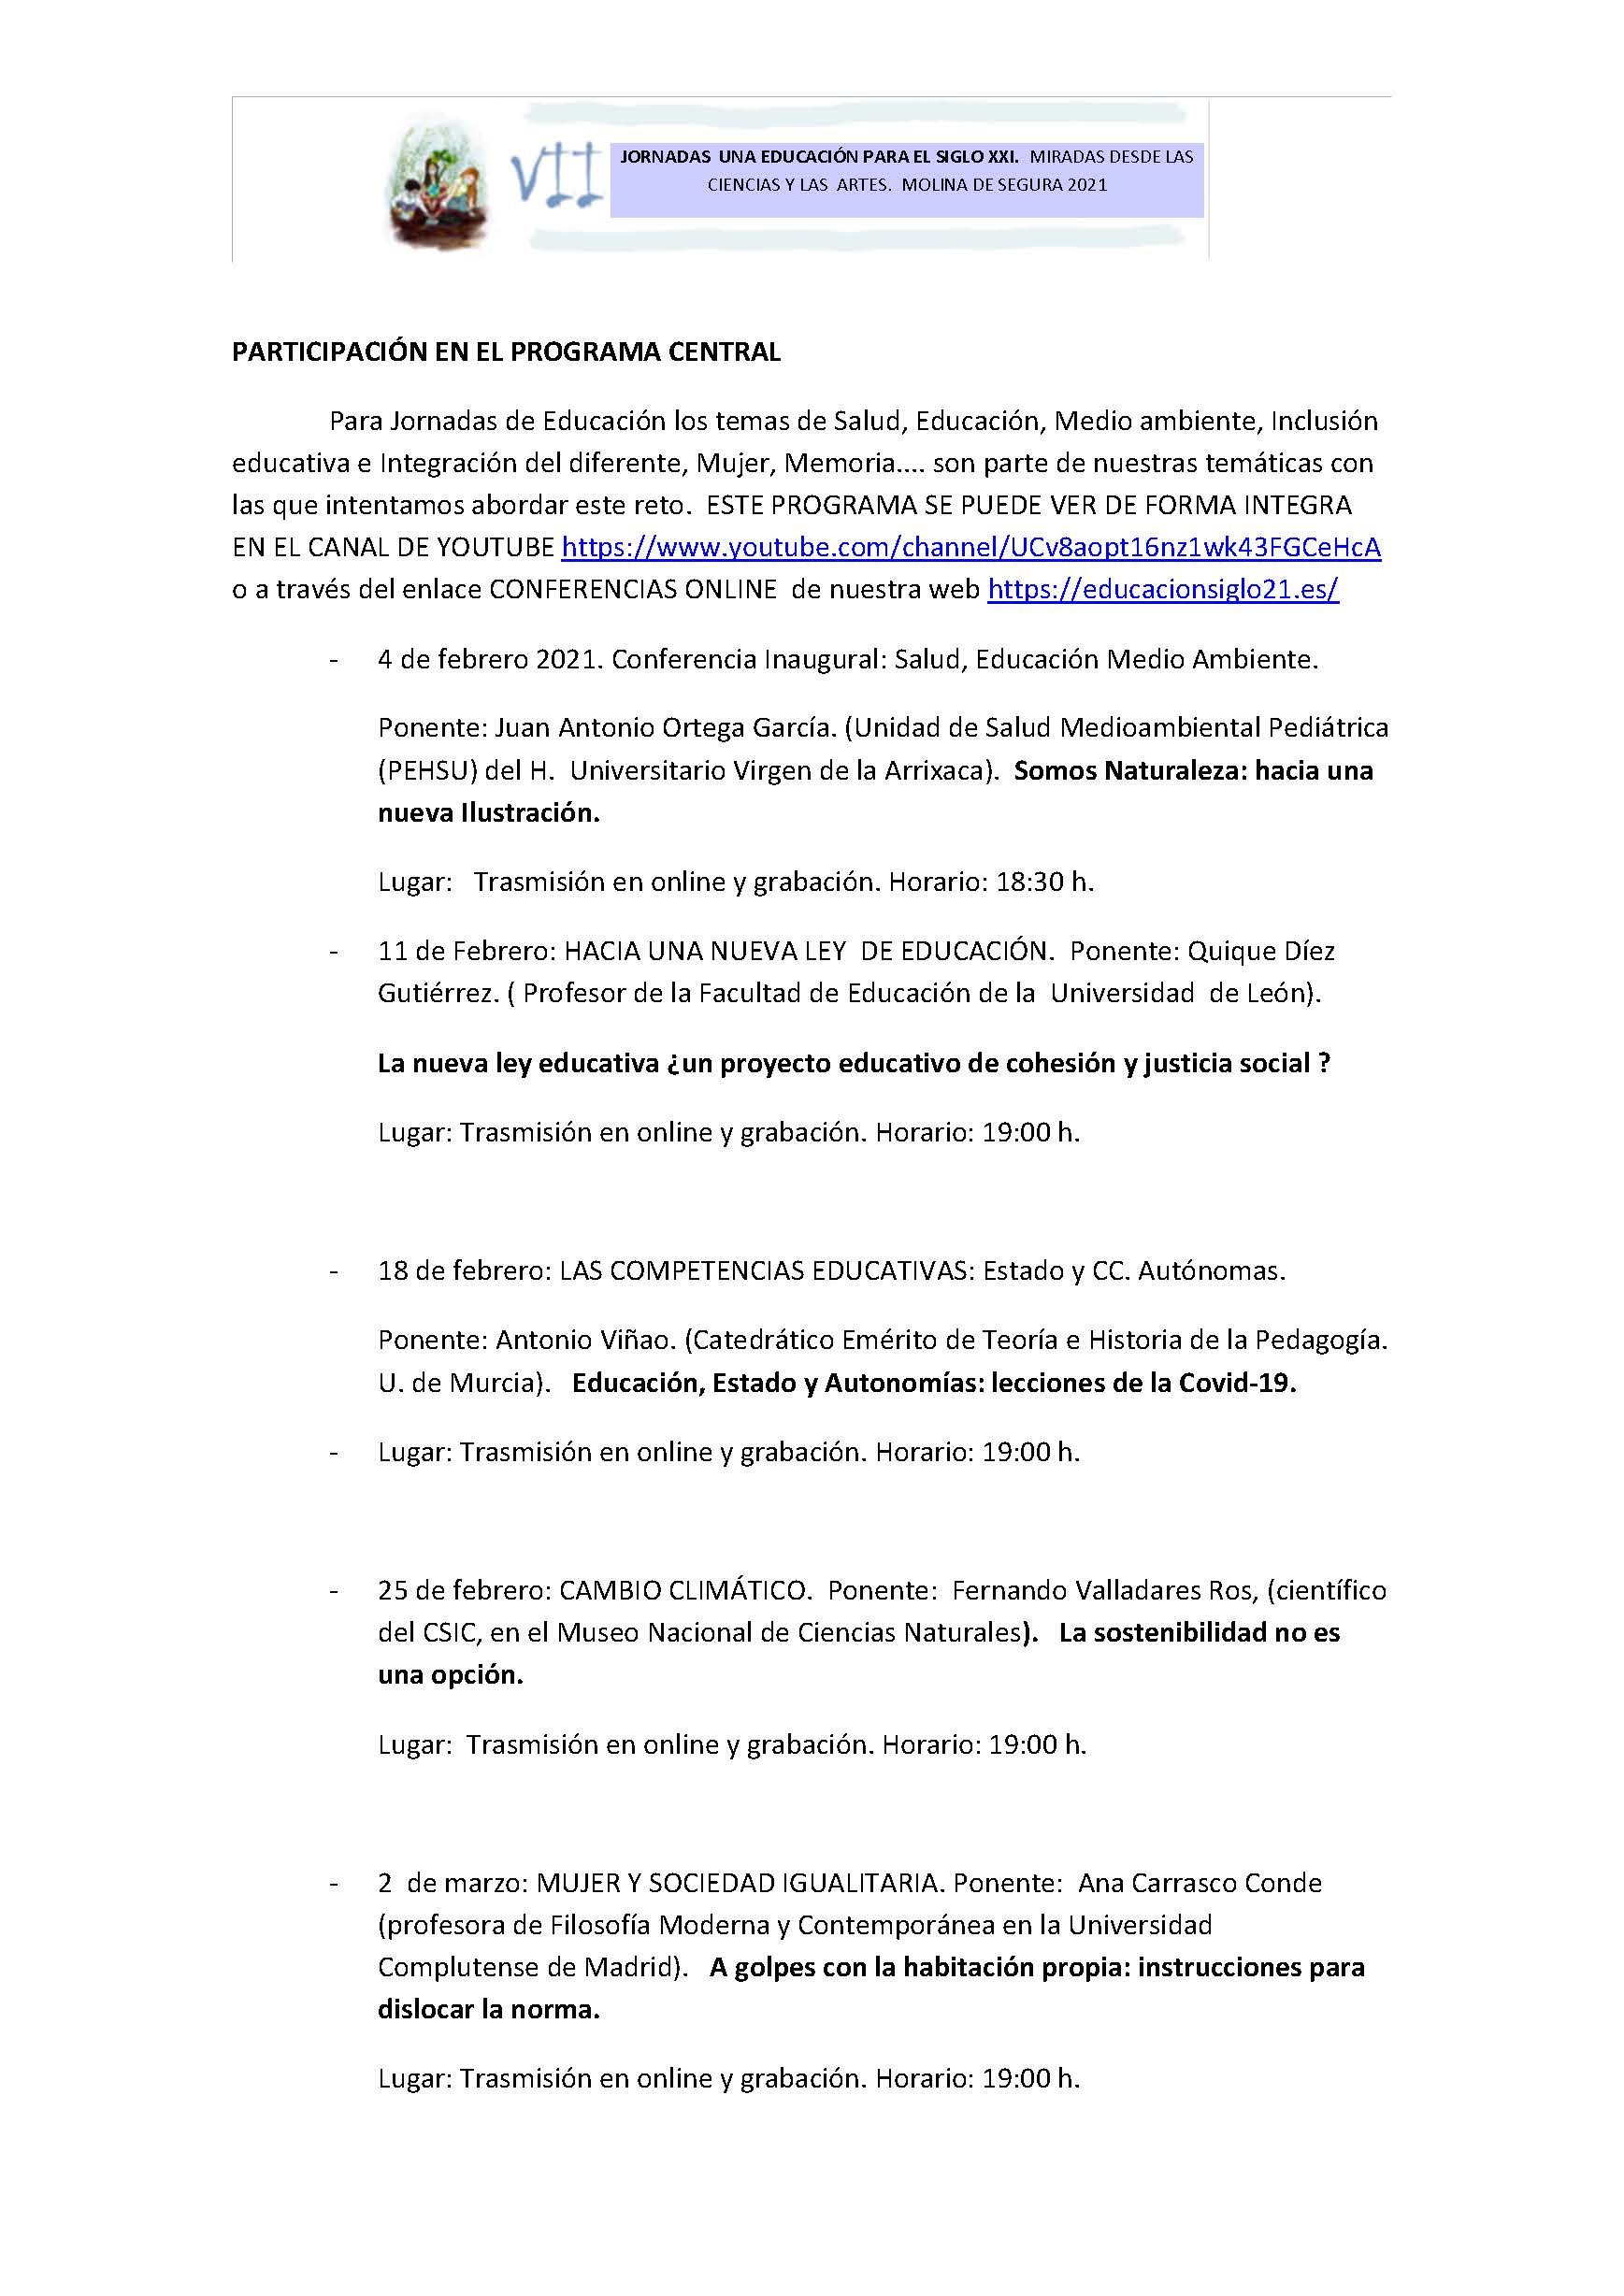 VII
JORNADAS UNA EDUCACIÓN PARA EL SIGLO XXI. MIRADAS DESDE LAS
CIENCIAS Y LAS ARTES. MOLINA DE SEGURA 2021
PARTICIPACIÓN EN EL PROGRAMA CENTRAL
Para Jornadas de Educación los temas de Salud, Educación, Medio ambiente, Inclusión
educativa e Integración del diferente, Mujer, Memoria.... son parte de nuestras temáticas con
las que intentamos abordar este reto. ESTE PROGRAMA SE PUEDE VER DE FORMA INTEGRA
EN EL CANAL DE YOUTUBE https://www.youtube.com/channel/UCv8aopt16nz1wk43FGCeHcA
o a través del enlace CONFERENCIAS ONLINE de nuestra web https://educacionsiglo21.es/
- 4 de febrero 2021. Conferencia Inaugural: Salud, Educación Medio Ambiente.
Ponente: Juan Antonio Ortega García. (Unidad de Salud Medioambiental Pediátrica
(PEHSU) del H. Universitario Virgen de la Arrixaca). Somos Naturaleza: hacia una
nueva Ilustración.
Lugar: Trasmisión en online y grabación. Horario: 18:30 h.
- 11 de Febrero: HACIA UNA NUEVA LEY DE EDUCACIÓN. Ponente: Quique Díez
Gutiérrez. ( Profesor de la Facultad de Educación de la Universidad de León).
La nueva ley educativa ¿un proyecto educativo de cohesión y justicia social ?
Lugar: Trasmisión en online y grabación. Horario: 19:00 h.
- 18 de febrero: LAS COMPETENCIAS EDUCATIVAS: Estado y CC. Autónomas.
Ponente: Antonio Viñao. (Catedrático Emérito de Teoría e Historia de la Pedagogía.
U. de Murcia). Educación, Estado y Autonomías: lecciones de la Covid-19.
- Lugar: Trasmisión en online y grabación. Horario: 19:00 h.
- 25 de febrero: CAMBIO CLIMÁTICO. Ponente: Fernando Valladares Ros, (científico
del CSIC, en el Museo Nacional de Ciencias Naturales). La sostenibilidad no es
una opción.
Lugar: Trasmisión en online y grabación. Horario: 19:00 h.
- 2 de marzo: MUJER Y SOCIEDAD IGUALITARIA. Ponente: Ana Carrasco Conde
(profesora de Filosofía Moderna y Contemporánea en la Universidad
Complutense de Madrid). A golpes con la habitación propia: instrucciones para
dislocar la norma.
Lugar: Trasmisión en online y grabación. Horario: 19:00 h.